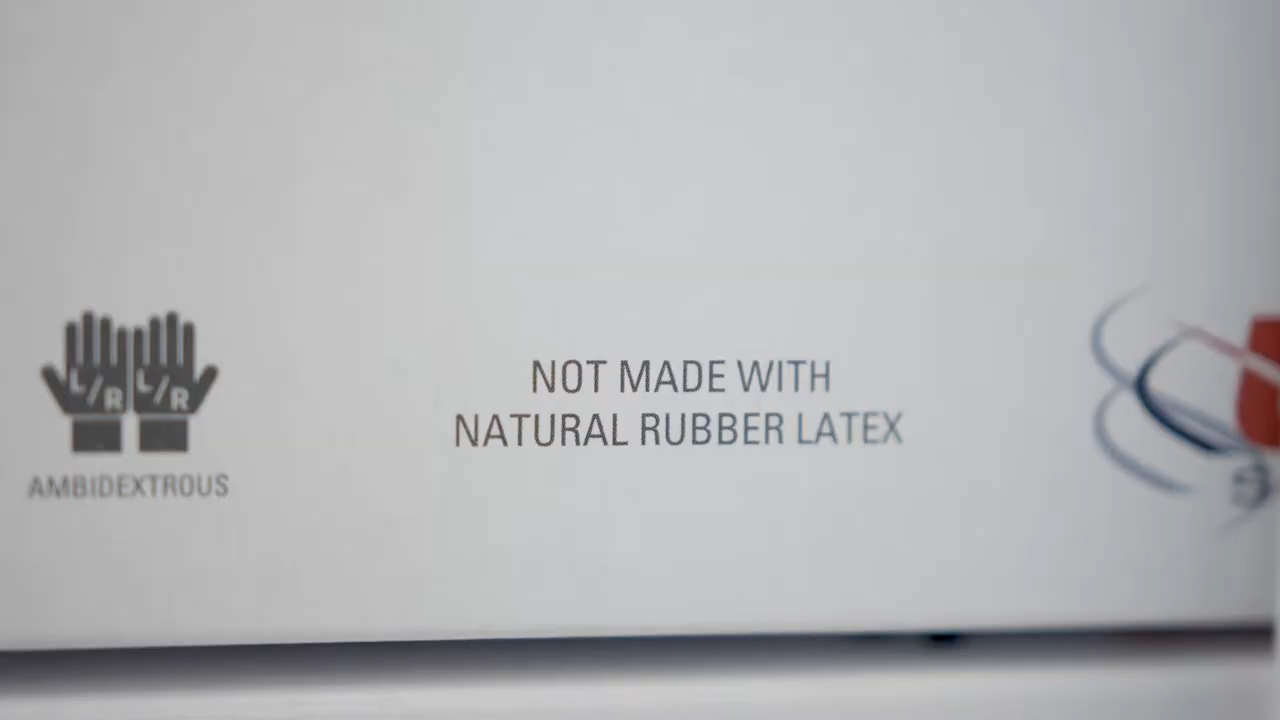 L/R L/R
AMBIDEXTROUS
NOT MADE WITH
NATURAL RUBBER LATEX